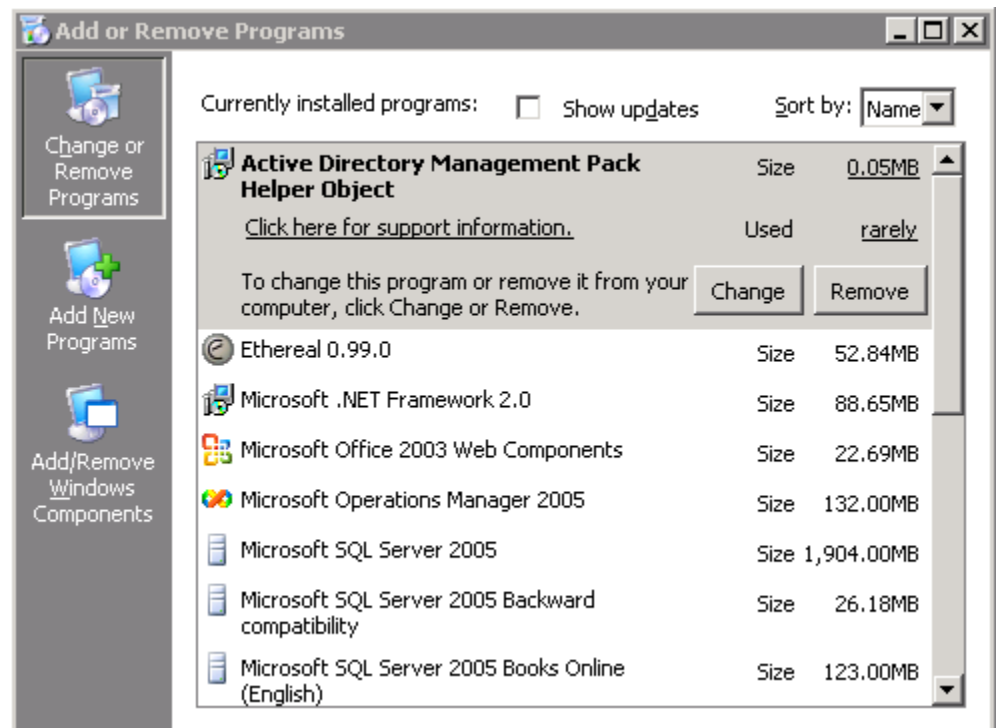 Add or Remove Programs
Change or
Remove
Programs
Add New
Programs
Add/Remove
Windows
Components
Currently installed programs: Show updates Sort by: Name
Active Directory Management Pack Size 0.05MB
Helper Object
Click here for support information. Used rarely
To change this program or remove it from your
computer, click Change or Remove. Change Remove
Ethereal 0.99.0 Size 52.84MB
Microsoft .NET Framework 2.0 Size 88.65MB
Microsoft Office 2003 Web Components Size 22.69MB
Microsoft Operations Manager 2005 Size 132.00MB
Microsoft SQL Server 2005 Size 1,904.00MB
Microsoft SQL Server 2005 Backward Size 26.18MB
compatibility
Microsoft SQL Server 2005 Books Online Size 123.00MB
(English)